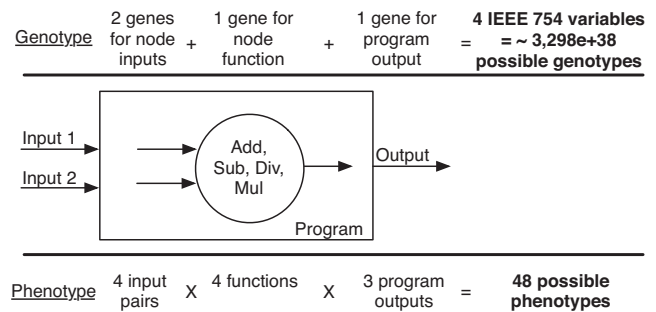 Genotype 2 genes for node inputs + 1 gene for node function + 1 gene for program output = 4 IEEE 754 variables = ~ 3,298e+38 possible genotypes
Input 1
Input 2
Add,
Sub, Div,
Mul
Output
Program
Phenotype 4 input pairs X 4 functions X 3 program outputs = 48 possible phenotypes